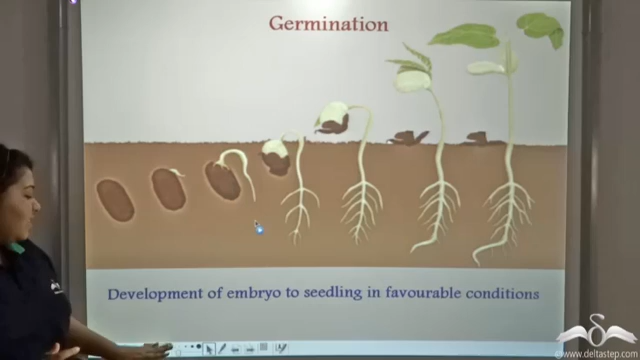 Germination
Development of embryo to seedling in favourable conditions
@www.deltastep.com